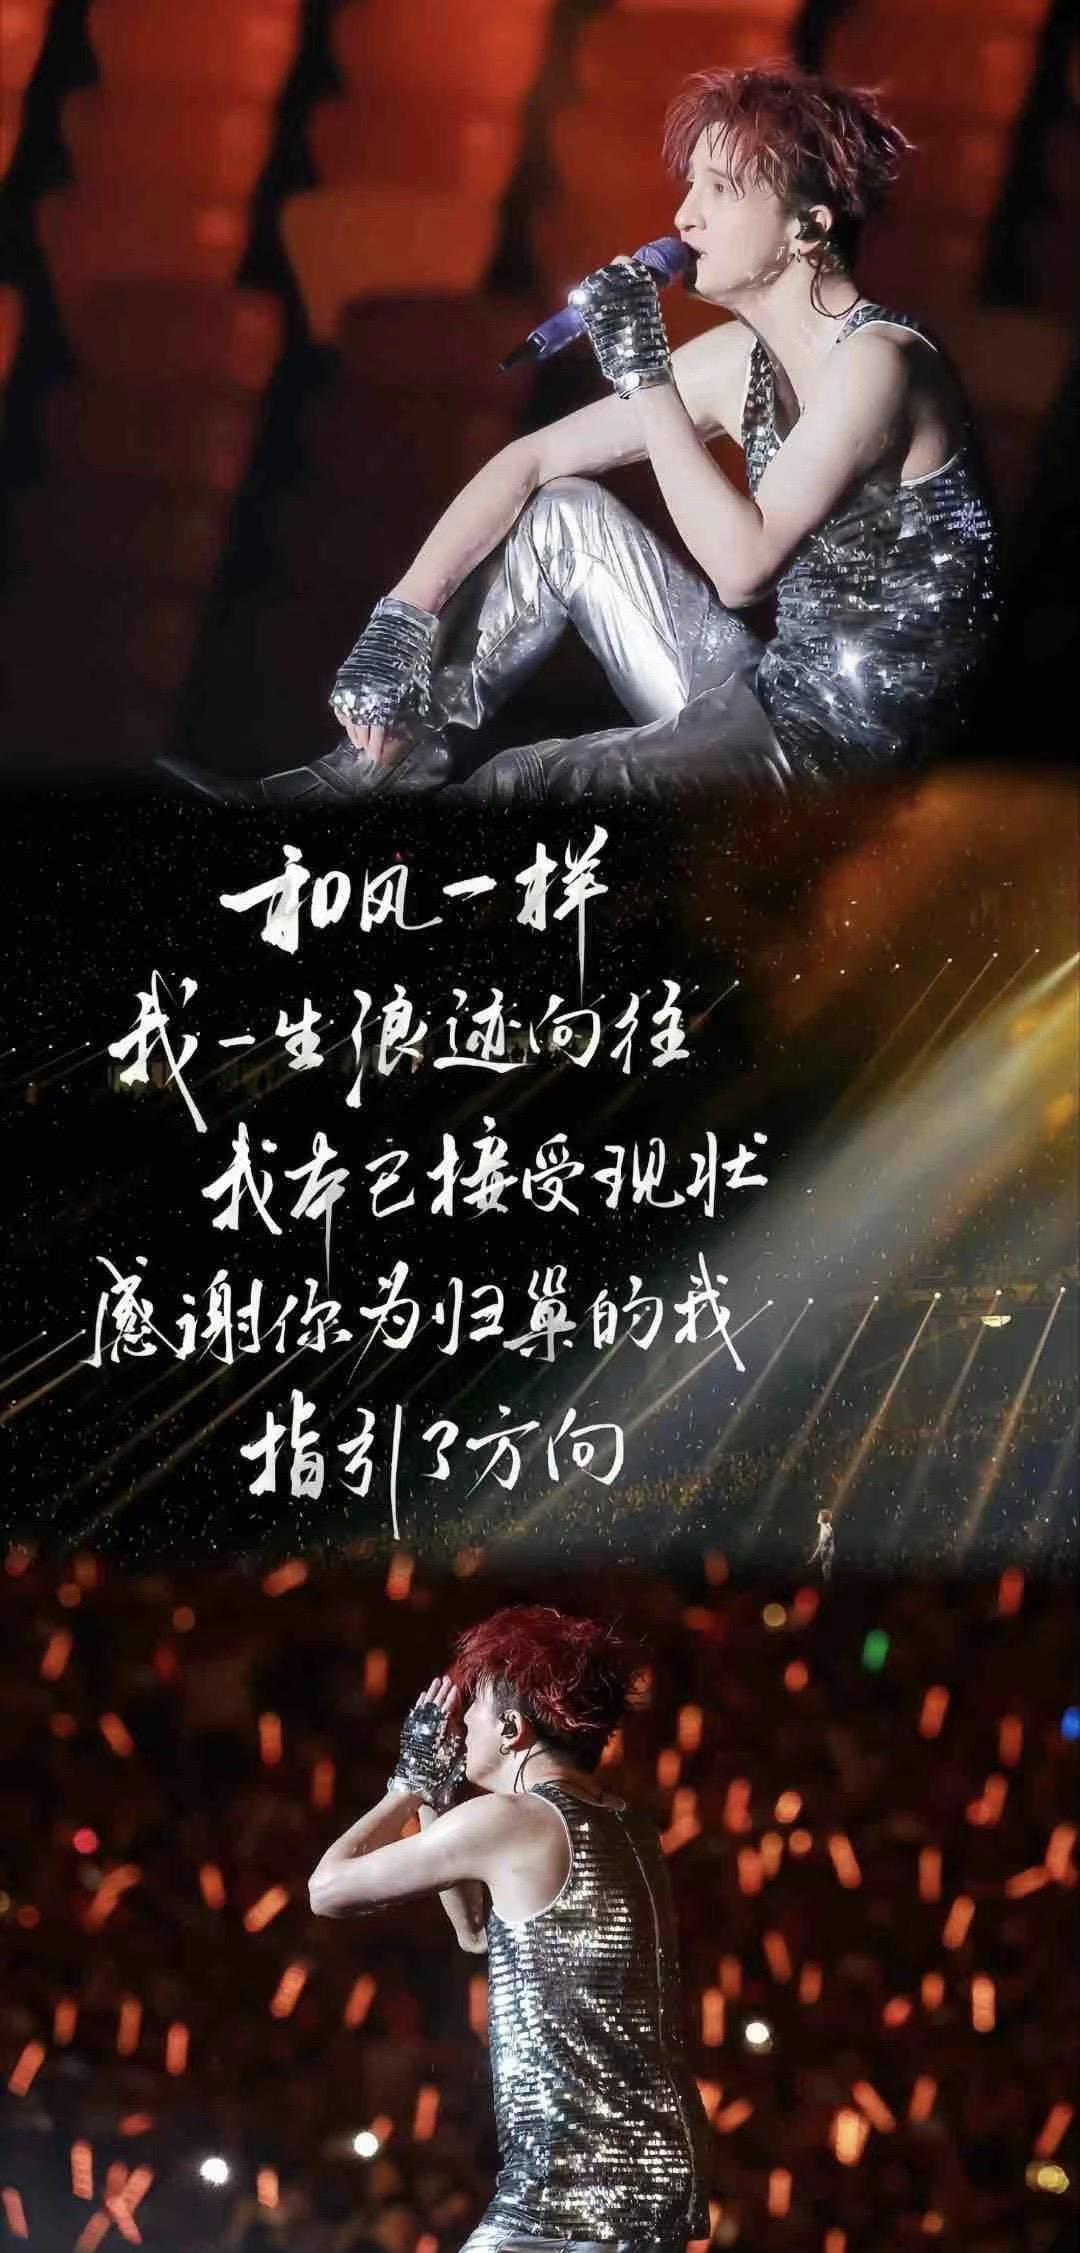 和风一样
我一生浪迹向往
我本已接受现状
感谢你为归巢的我
指引了方向